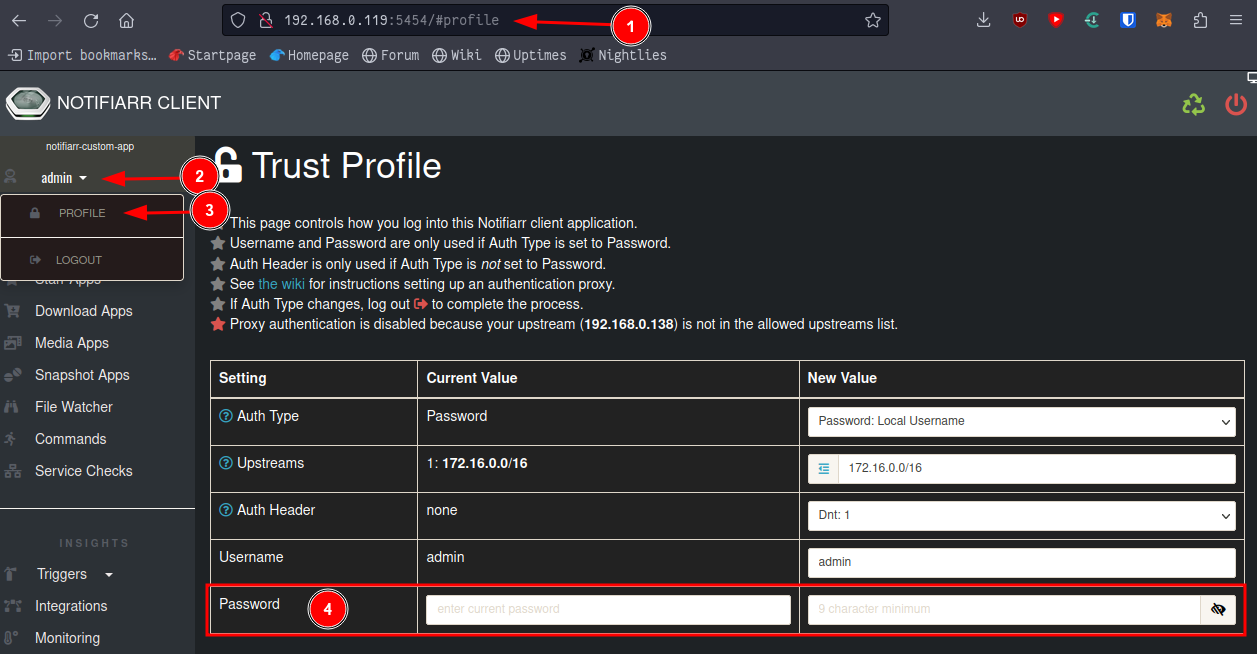 192.168.0.119:5454/#profile
1
Import bookmarks...
Startpage
Homepage
Forum
Wiki
Uptimes
Nightlies
NOTIFIARR CLIENT
notifiarr-custom-app
admin
2
PROFILE
3
LOGOUT
Download Apps
Media Apps
Snapshot Apps
File Watcher
Commands
Service Checks
INSIGHTS
Triggers
Integrations
Monitoring
Trust Profile
This page controls how you log into this Notifiarr client application.
Username and Password are only used if Auth Type is set to Password.
Auth Header is only used if Auth Type is not set to Password.
See the wiki for instructions setting up an authentication proxy.
If Auth Type changes, log out to complete the process.
Proxy authentication is disabled because your upstream (192.168.0.138) is not in the allowed upstreams list.
Setting Current Value New Value
Auth Type Password Password: Local Username
Upstreams 1: 172.16.0.0/16 172.16.0.0/16
Auth Header none Dnt: 1
Username admin admin
Password 4 enter current password 9 character minimum